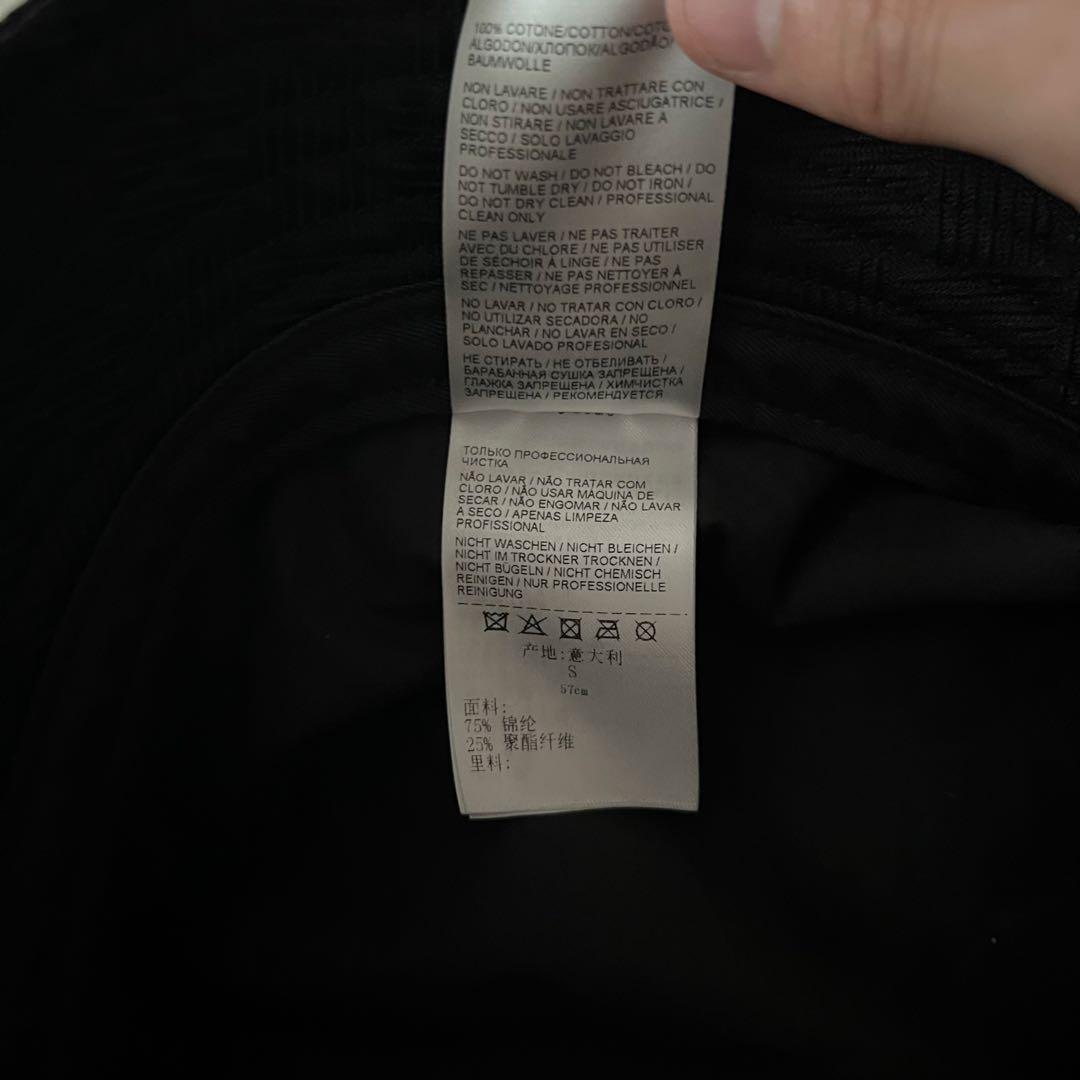 100% COTONE/COTTON/COTO
ALGODON/ХЛОПОК/ALGODÃO/
BAUMWOLLE
NON LAVARE / NON TRATTARE CON
CLORO / NON USARE ASCIUGATRICE /
NON STIRARE / NON LAVARE A
SECCO / SOLO LAVAGGIO
PROFESSIONALE
DO NOT WASH / DO NOT BLEACH / DO
NOT TUMBLE DRY / DO NOT IRON /
DO NOT DRY CLEAN / PROFESSIONAL
CLEAN ONLY
NE PAS LAVER / NE PAS TRAITER
AVEC DU CHLORE / NE PAS UTILISER
DE SÉCHOIR À LINGE / NE PAS
REPASSER / NE PAS NETTOYER À
SEC / NETTOYAGE PROFESSIONNEL
NO LAVAR / NO TRATAR CON CLORO /
NO UTILIZAR SECADORA / NO
PLANCHAR / NO LAVAR EN SECO /
SOLO LAVADO PROFESIONAL
НЕ СТИРАТЬ / НЕ ОТБЕЛИВАТЬ /
БАРАБАННАЯ СУШКА ЗАПРЕЩЕНА /
ГЛАЖКА ЗАПРЕЩЕНА / ХИМЧИСТКА
ЗАПРЕЩЕНА / РЕКОМЕНДУЕТСЯ
ТОЛЬКО ПРОФЕССИОНАЛЬНАЯ
ЧИСТКА
NÃO LAVAR / NÃO TRATAR COM
CLORO / NÃO USAR MÁQUINA DE
SECAR / NÃO ENGOMAR / NÃO LAVAR
A SECO / APENAS LIMPEZA
PROFISSIONAL
NICHT WASCHEN / NICHT BLEICHEN /
NICHT IM TROCKNER TROCKNEN /
NICHT BÜGELN / NICHT CHEMISCH
REINIGEN / NUR PROFESSIONELLE
REINIGUNG
产地:意大利
S
57cm
面料:
75% 锦纶
25% 聚酯纤维
里料: